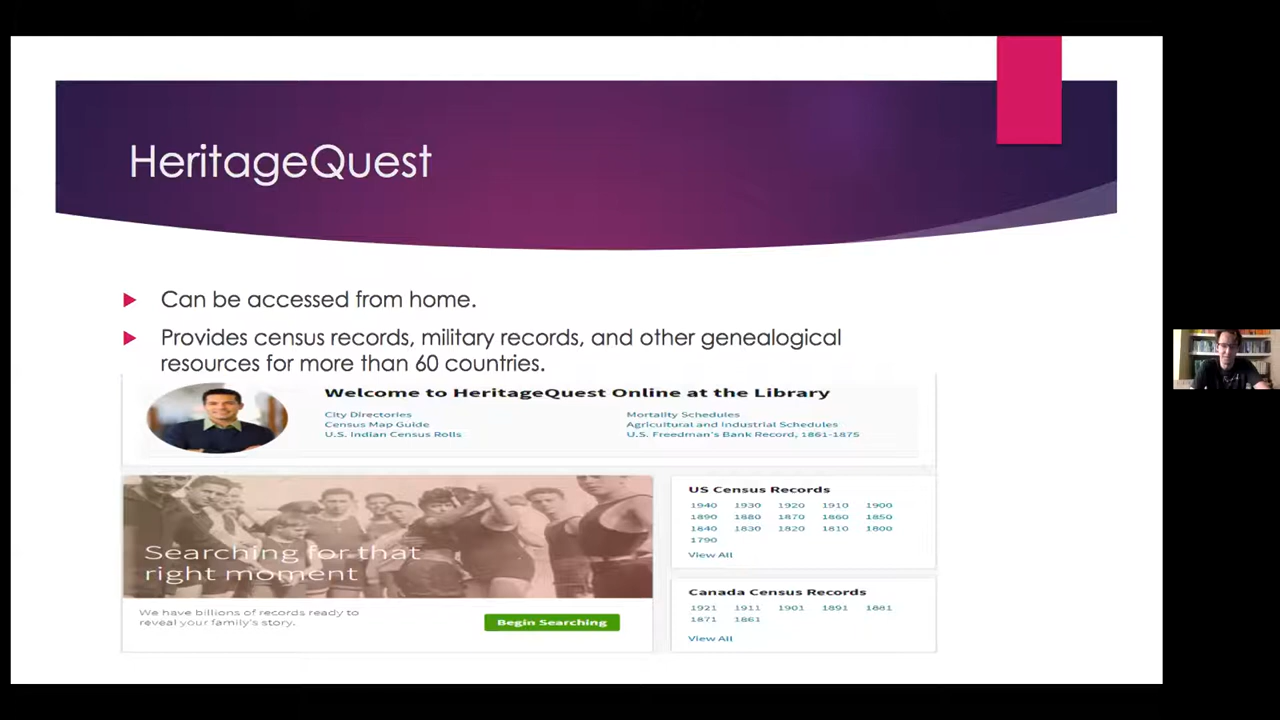 HeritageQuest
Can be accessed from home.
Provides census records, military records, and other genealogical
resources for more than 60 countries.
Welcome to HeritageQuest Online at the Library
City Directories
Census Map Guide
U.S. Indian Census Rolls
Mortality Schedules
Agricultural and Industrial Schedules
U.S. Freedman's Bank Record, 1861-1875
Searching for that
right moment
We have billions of records ready to
reveal your family's story.
Begin Searching
US Census Records
1940 1930 1920 1910 1900
1890 1880 1870 1860 1850
1840 1830 1820 1810 1800
1790
View All
Canada Census Records
1921 1911 1901 1891 1881
1871 1861
View All